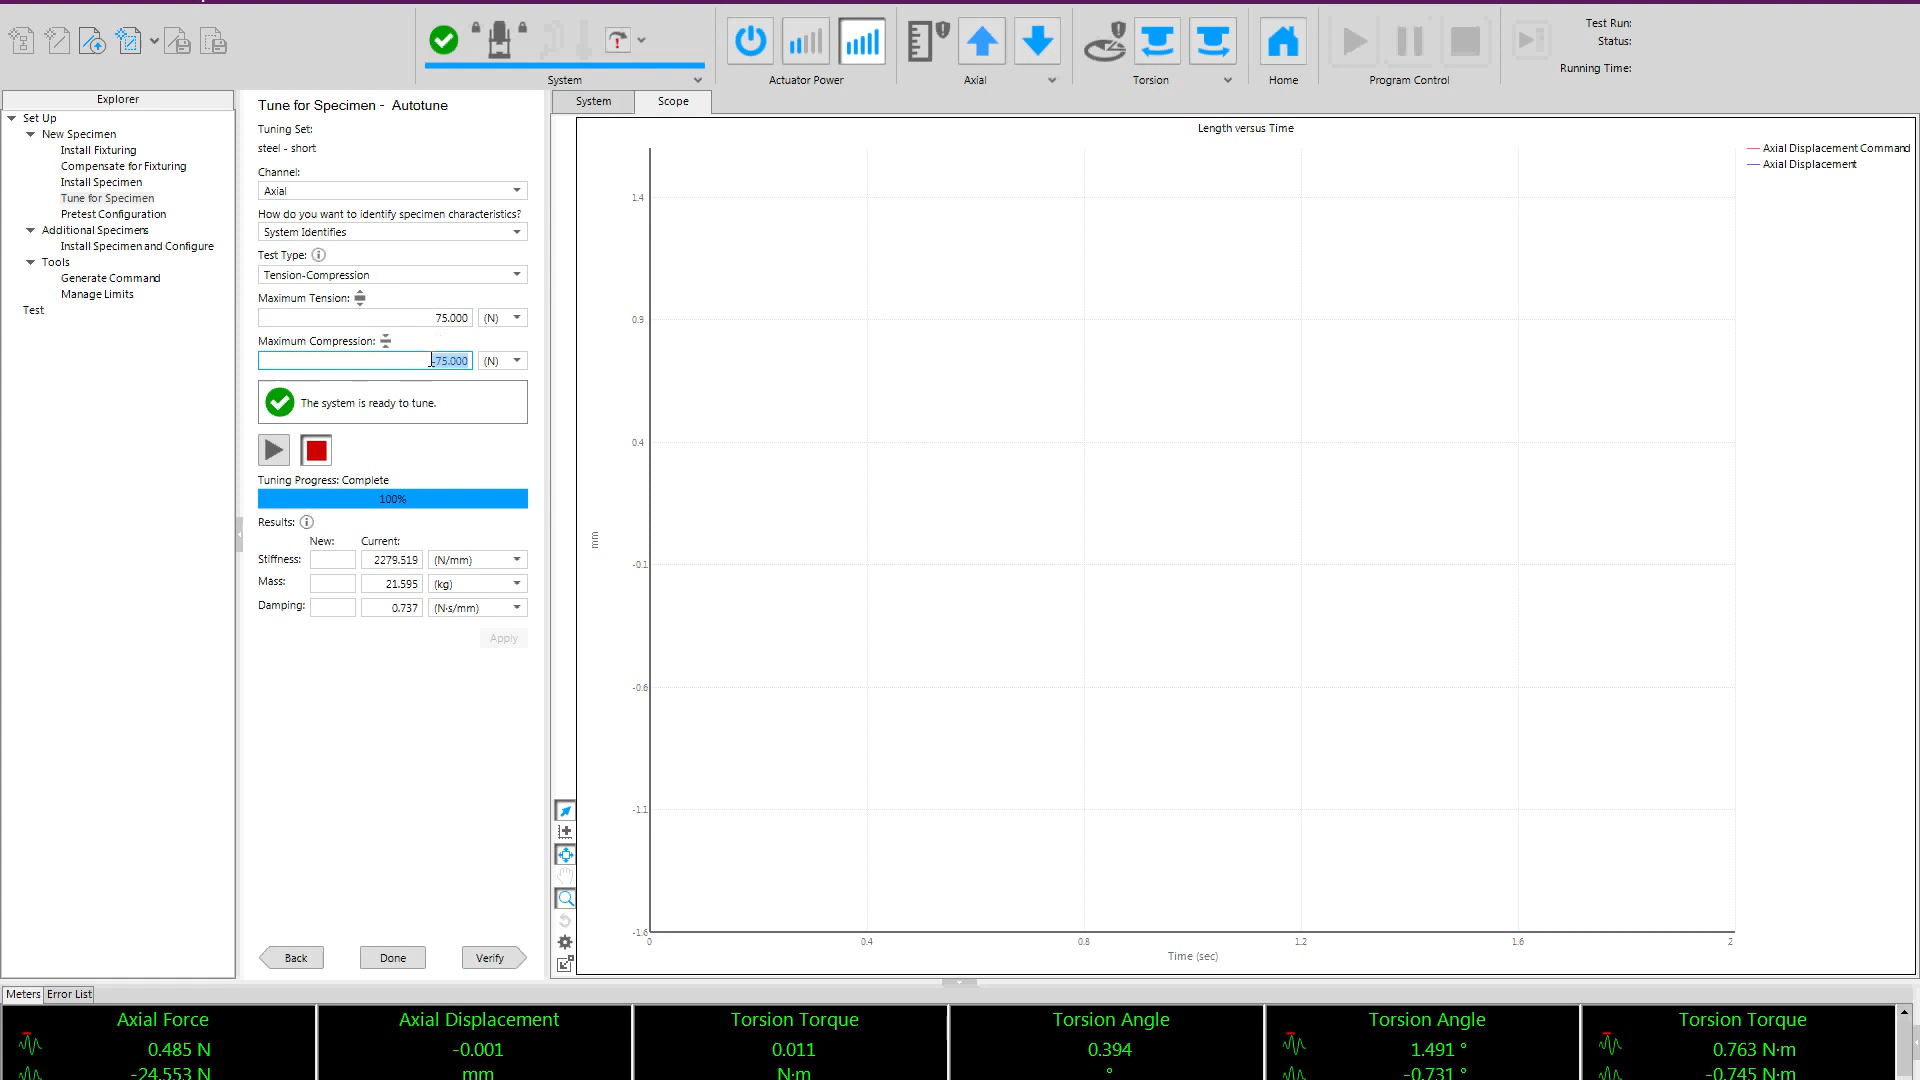 System
Actuator Power
Axial
Torsion
Home
Program Control
Test Run:
Status:
Running Time:
Explorer
Set Up
New Specimen
Install Fixturing
Compensate for Fixturing
Install Specimen
Tune for Specimen
Pretest Configuration
Additional Specimens
Install Specimen and Configure
Tools
Generate Command
Manage Limits
Test
Tune for Specimen - Autotune
Tuning Set:
steel - short
Channel:
Axial
How do you want to identify specimen characteristics?
System Identifies
Test Type:
Tension-Compression
Maximum Tension:
75.000 (N)
Maximum Compression:
-75.000 (N)
The system is ready to tune.
Tuning Progress: Complete
100%
Results:
New: Current:
Stiffness: 2279.519 (N/mm)
Mass: 21.595 (kg)
Damping: 0.737 (N·s/mm)
Apply
Back Done Verify
System Scope
Length versus Time
Axial Displacement Command
Axial Displacement
1.4
0.9
0.4
-0.1
-0.6
-1.1
-1.6
mm
0 0.4 0.8 1.2 1.6 2
Time (sec)
Meters Error List
Axial Force
0.485 N
-24.553 N
Axial Displacement
-0.001
mm
Torsion Torque
0.011
N·m
Torsion Angle
0.394
°
Torsion Angle
1.491 °
-0.731 °
Torsion Torque
0.763 N·m
-0.745 N·m